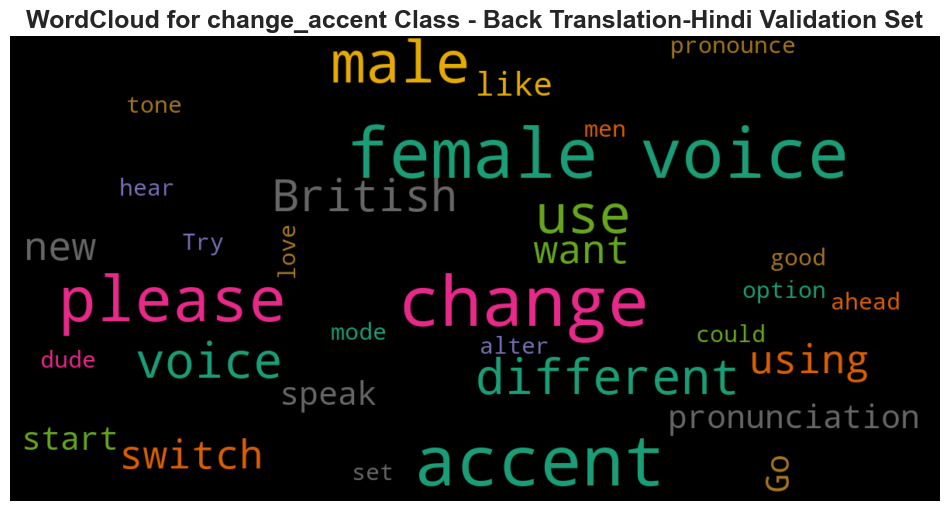 WordCloud for change_accent Class - Back Translation-Hindi Validation Set
male
pronounce
like
tone
men
female voice
hear
British
use
new
Try
love
want
good
please
change
option
ahead
mode
could
dude
voice
alter
different
using
speak
pronunciation
start
switch
accent
set
Go